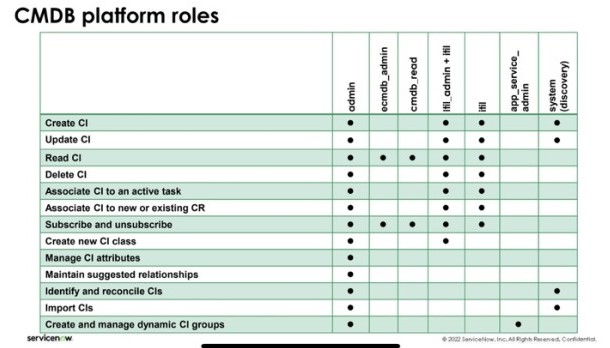 CMDB platform roles
admin
ecmdb_admin
cmdb_read
itil_admin + itil
itil
app_service_
admin
system
(discovery)
Create CI
Update CI
Read CI
Delete CI
Associate CI to an active task
Associate CI to new or existing CR
Subscribe and unsubscribe
Create new CI class
Manage CI attributes
Maintain suggested relationships
Identify and reconcile CIs
Import CIs
Create and manage dynamic CI groups
servicenow
© 2022 ServiceNow, Inc. All Rights Reserved. Confidential.